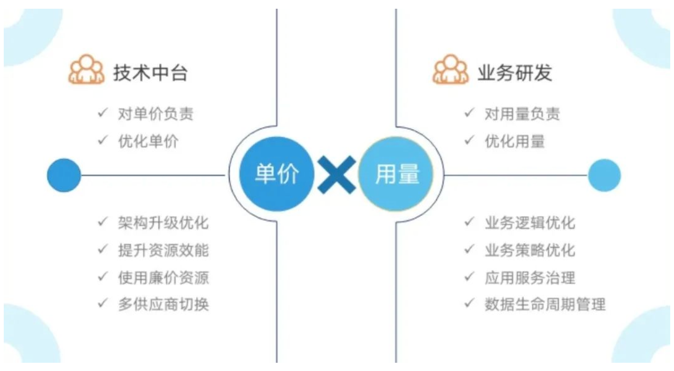 技术中台
对单价负责
优化单价
架构升级优化
提升资源效能
使用廉价资源
多供应商切换
单价
用量
业务研发
对用量负责
优化用量
业务逻辑优化
业务策略优化
应用服务治理
数据生命周期管理